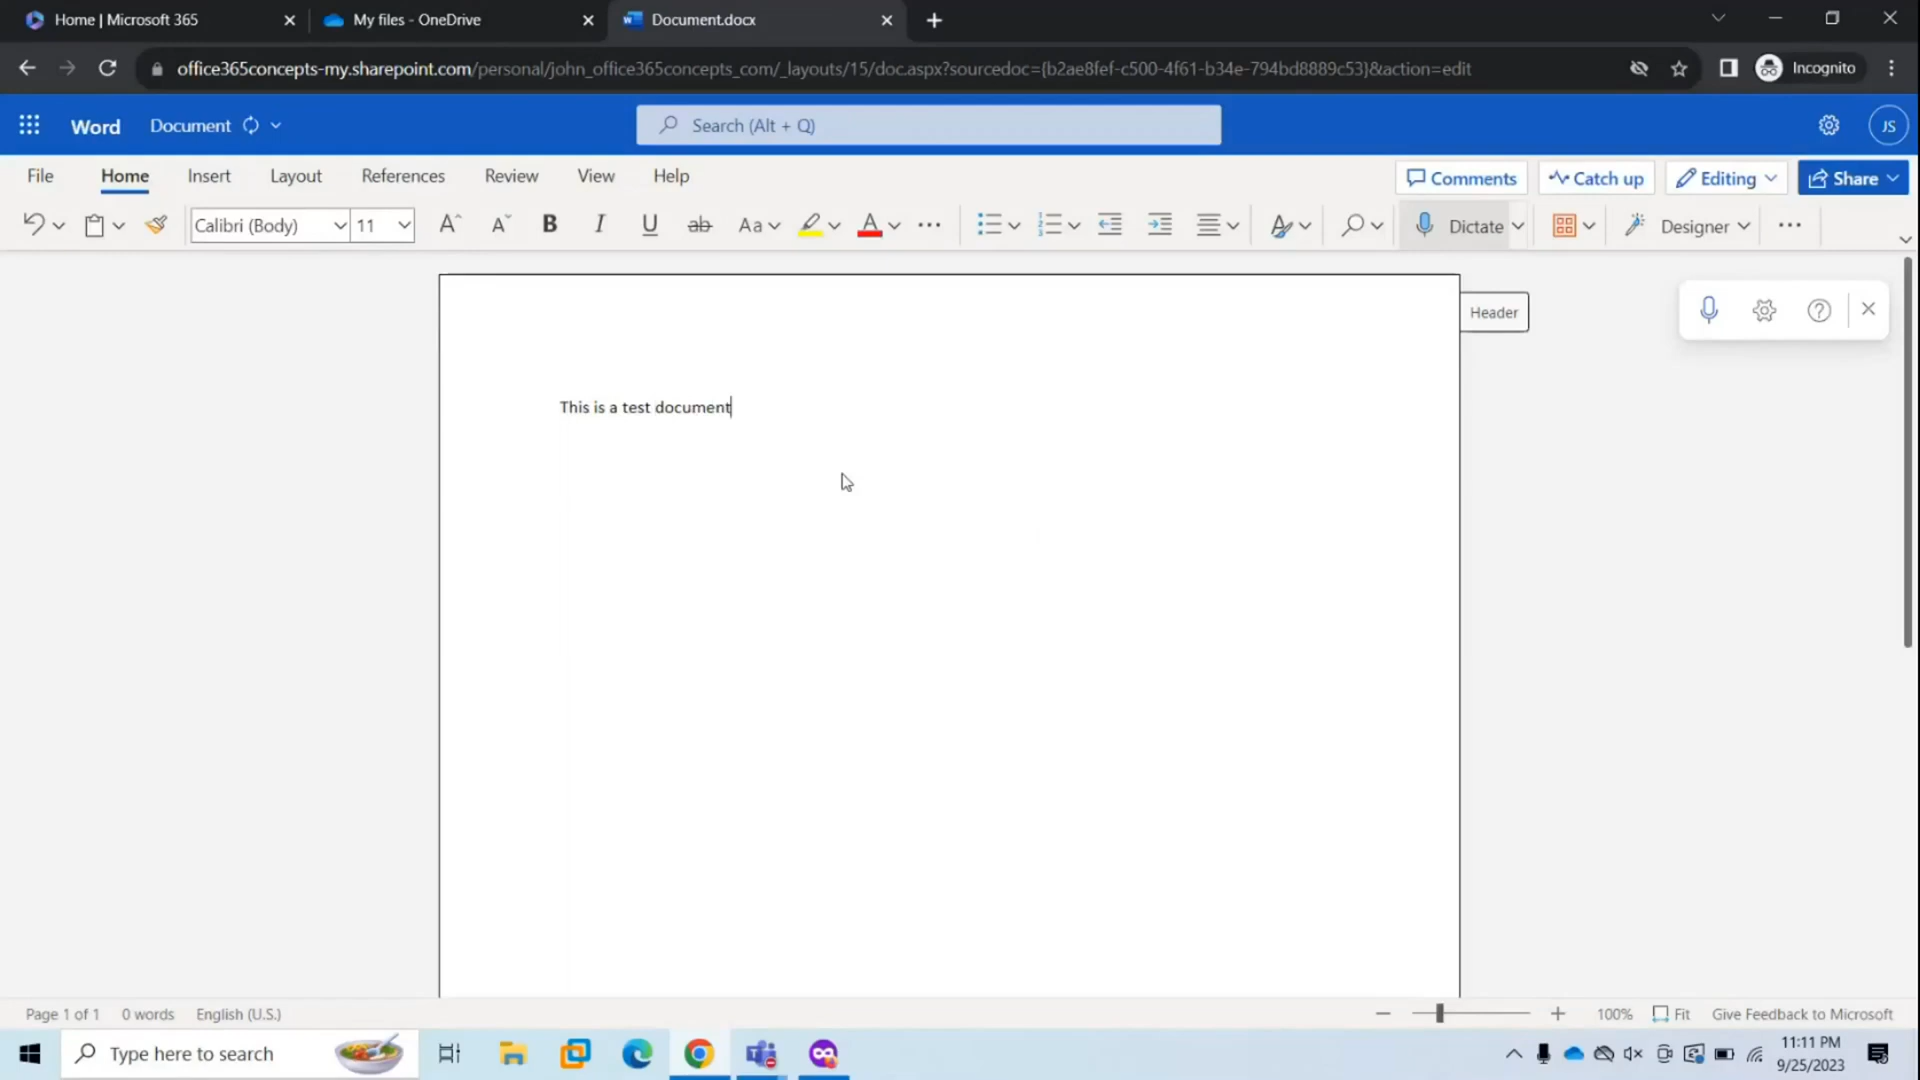 Home | Microsoft 365
My files - OneDrive
Document.docx
office365concepts-my.sharepoint.com/personal/john_office365concepts_com/_layouts/15/doc.aspx?sourcedoc={b2ae8fef-c500-4f61-b34e-794bd8889c53}&action=edit
Incognito
Word
Document
Search (Alt + Q)
JS
File
Home
Insert
Layout
References
Review
View
Help
Comments
Catch up
Editing
Share
Calibri (Body)
11
Dictate
Designer
Header
This is a test document
Page 1 of 1
0 words
English (U.S.)
100%
Fit
Give Feedback to Microsoft
Type here to search
11:11 PM
9/25/2023